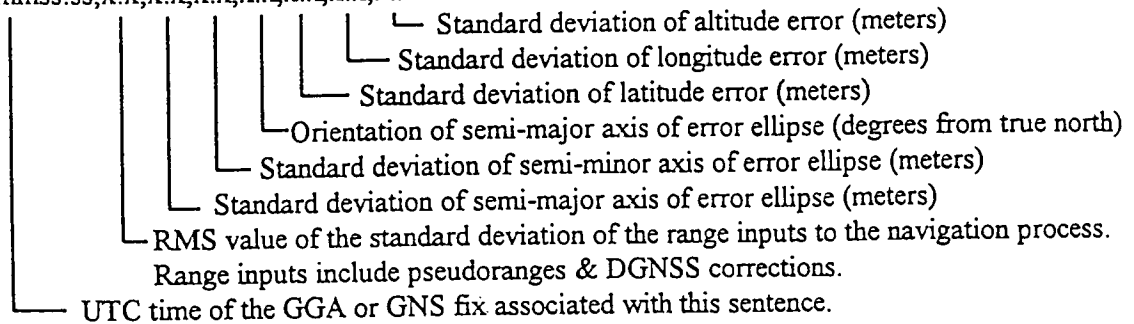 Standard deviation of altitude error (meters)
Standard deviation of longitude error (meters)
Standard deviation of latitude error (meters)
Orientation of semi-major axis of error ellipse (degrees from true north)
Standard deviation of semi-minor axis of error ellipse (meters)
Standard deviation of semi-major axis of error ellipse (meters)
RMS value of the standard deviation of the range inputs to the navigation process.
Range inputs include pseudoranges & DGNSS corrections.
UTC time of the GGA or GNS fix associated with this sentence.